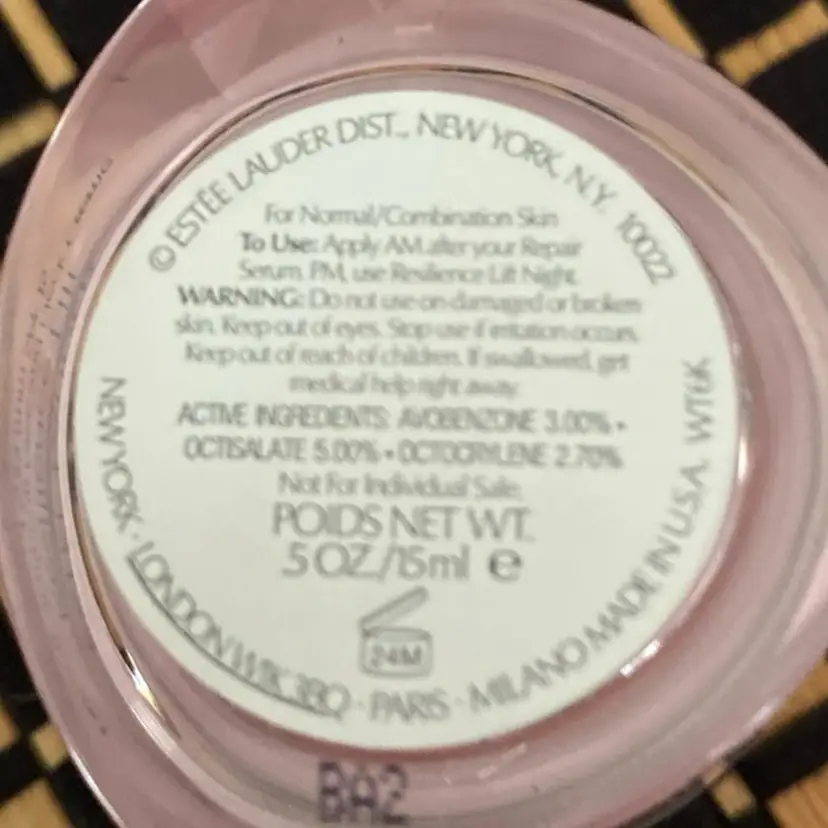 © ESTÉE LAUDER DIST., NEW YORK, N.Y. 10022
For Normal/Combination Skin
To Use: Apply AM after your Repair
Serum. PM, use Resilience Lift Night.
WARNING: Do not use on damaged or broken
skin. Keep out of eyes. Stop use if irritation occurs.
Keep out of reach of children. If swallowed, get
medical help right away.
ACTIVE INGREDIENTS: AVOBENZONE 3.00% •
OCTISALATE 5.00% • OCTOCRYLENE 2.70%
Not For Individual Sale.
POIDS NET WT.
.5 OZ./15ml e
24M
NEW YORK · LONDON W1K 3BQ · PARIS · MILANO MADE IN U.S.A.
BA2